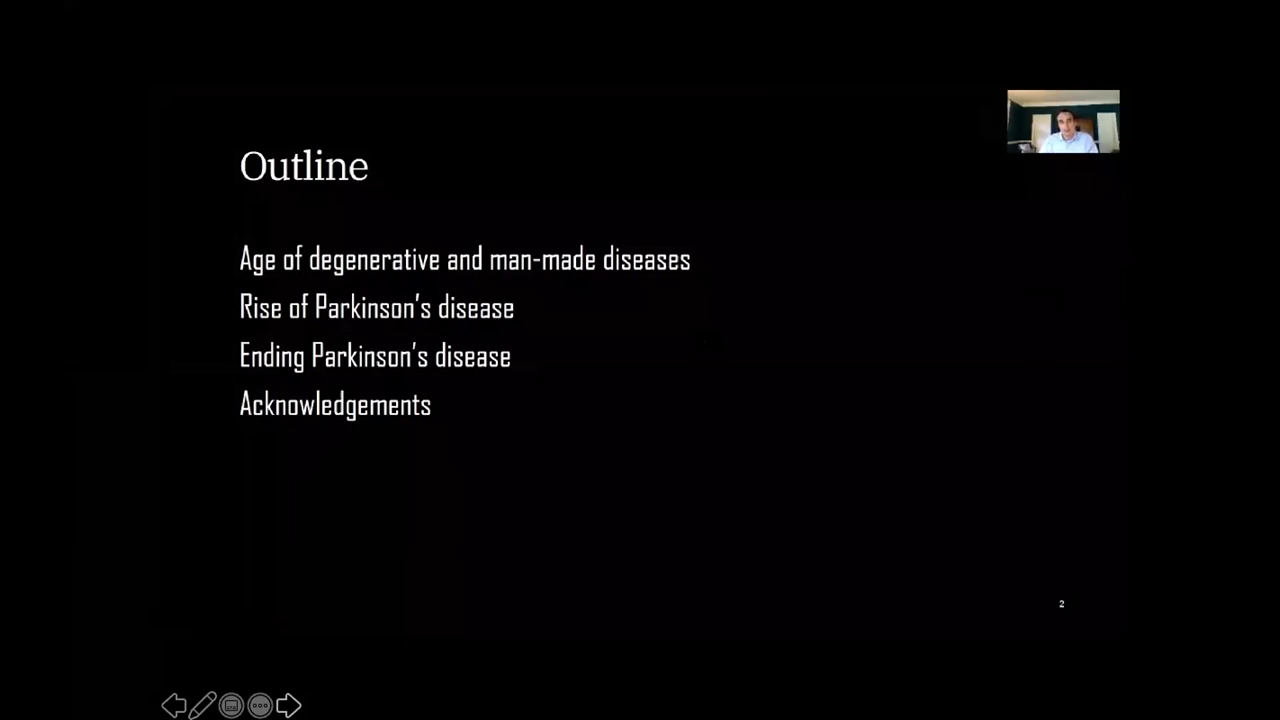 Outline
Age of degenerative and man-made diseases
Rise of Parkinson's disease
Ending Parkinson's disease
Acknowledgements
2